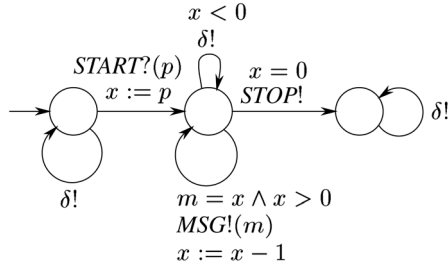 x < 0
δ!
START?(p)
x := p
x = 0
STOP!
δ!
δ!
m = x ∧ x > 0
MSG!(m)
x := x − 1